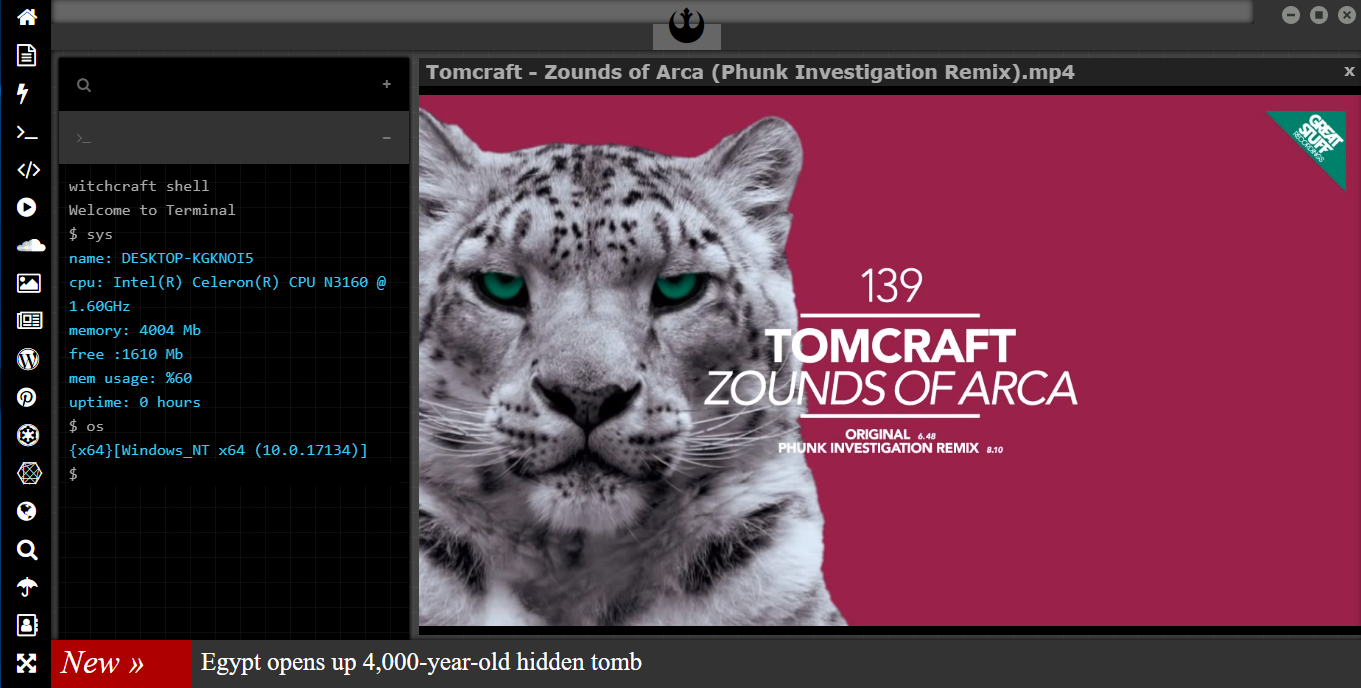 Tomcraft - Zounds of Arca (Phunk Investigation Remix).mp4
x
+
>_
-
witchcraft shell
Welcome to Terminal
$ sys
name: DESKTOP-KGKNOI5
cpu: Intel(R) Celeron(R) CPU N3160 @
1.60GHz
memory: 4004 Mb
free :1610 Mb
mem usage: %60
uptime: 0 hours
$ os
{x64}[Windows_NT x64 (10.0.17134)]
$
GREAT
STUFF
RECORDINGS
139
TOMCRAFT
ZOUNDS OF ARCA
ORIGINAL 6.48
PHUNK INVESTIGATION REMIX 8.10
New » Egypt opens up 4,000-year-old hidden tomb